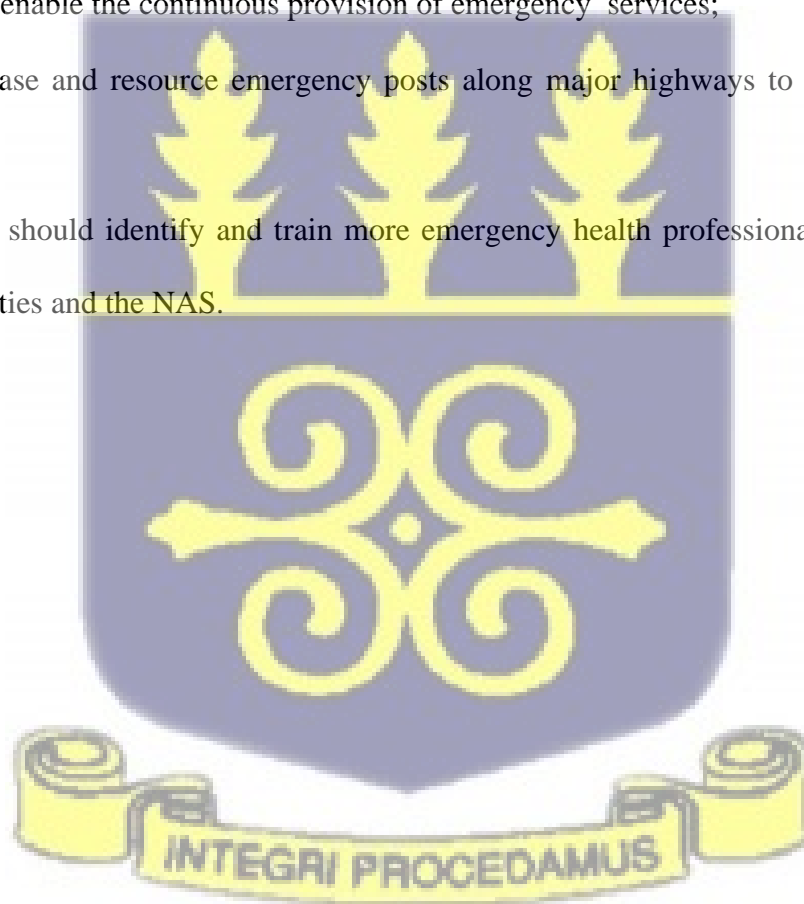 enable the continuous provision of emergency services;
ase and resource emergency posts along major highways to
should identify and train more emergency health professiona
ties and the NAS.
INTEGRI PROCEDAMUS